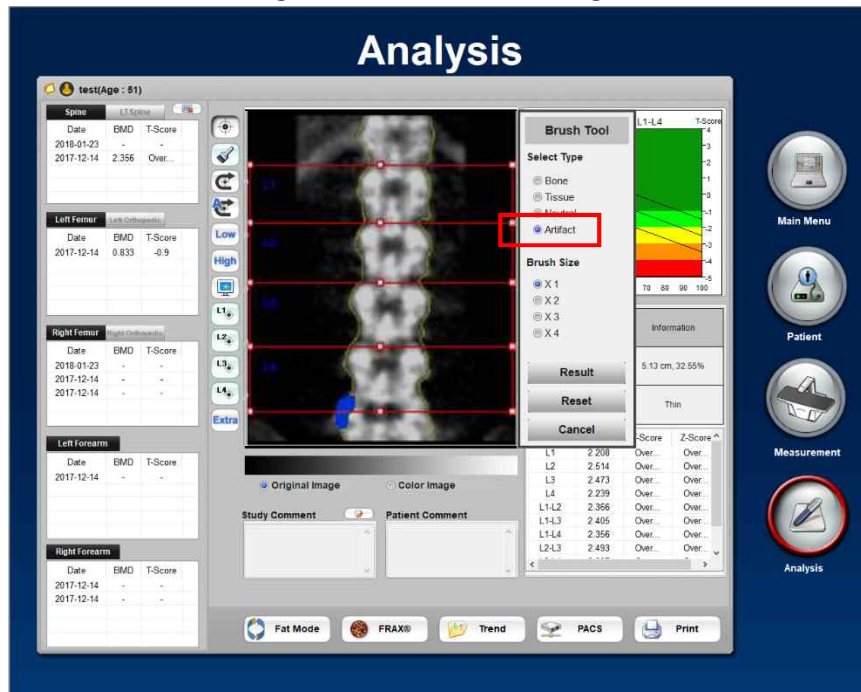 Analysis
test(Age : 51)
Spine LT Spine
Date BMD T-Score
2018-01-23 - -
2017-12-14 2.356 Over...
Left Femur Left Orthopedic
Date BMD T-Score
2017-12-14 0.833 -0.9
Right Femur Right Orthopedic
Date BMD T-Score
2018-01-23 - -
2017-12-14 - -
2017-12-14 - -
Left Forearm
Date BMD T-Score
2017-12-14 - -
Right Forearm
Date BMD T-Score
2017-12-14 - -
2017-12-14 - -
Low
High
L1
L2
L3
L4
Extra
L1
L2
L3
L4
Brush Tool
Select Type
Bone
Tissue
Neutral
Artifact
Brush Size
X 1
X 2
X 3
X 4
Result
Reset
Cancel
L1-L4 T-Score
4
3
2
1
0
-1
-2
-3
-4
-5
70 80 90 100
Information
5.13 cm, 32.55%
Thin
-Score Z-Score
L1 2.208 Over... Over...
L2 2.514 Over... Over...
L3 2.473 Over... Over...
L4 2.239 Over... Over...
L1-L2 2.366 Over... Over...
L1-L3 2.405 Over... Over...
L1-L4 2.356 Over... Over...
L2-L3 2.493 Over... Over...
Original Image Color Image
Study Comment Patient Comment
Fat Mode FRAX® Trend PACS Print
Main Menu
Patient
Measurement
Analysis